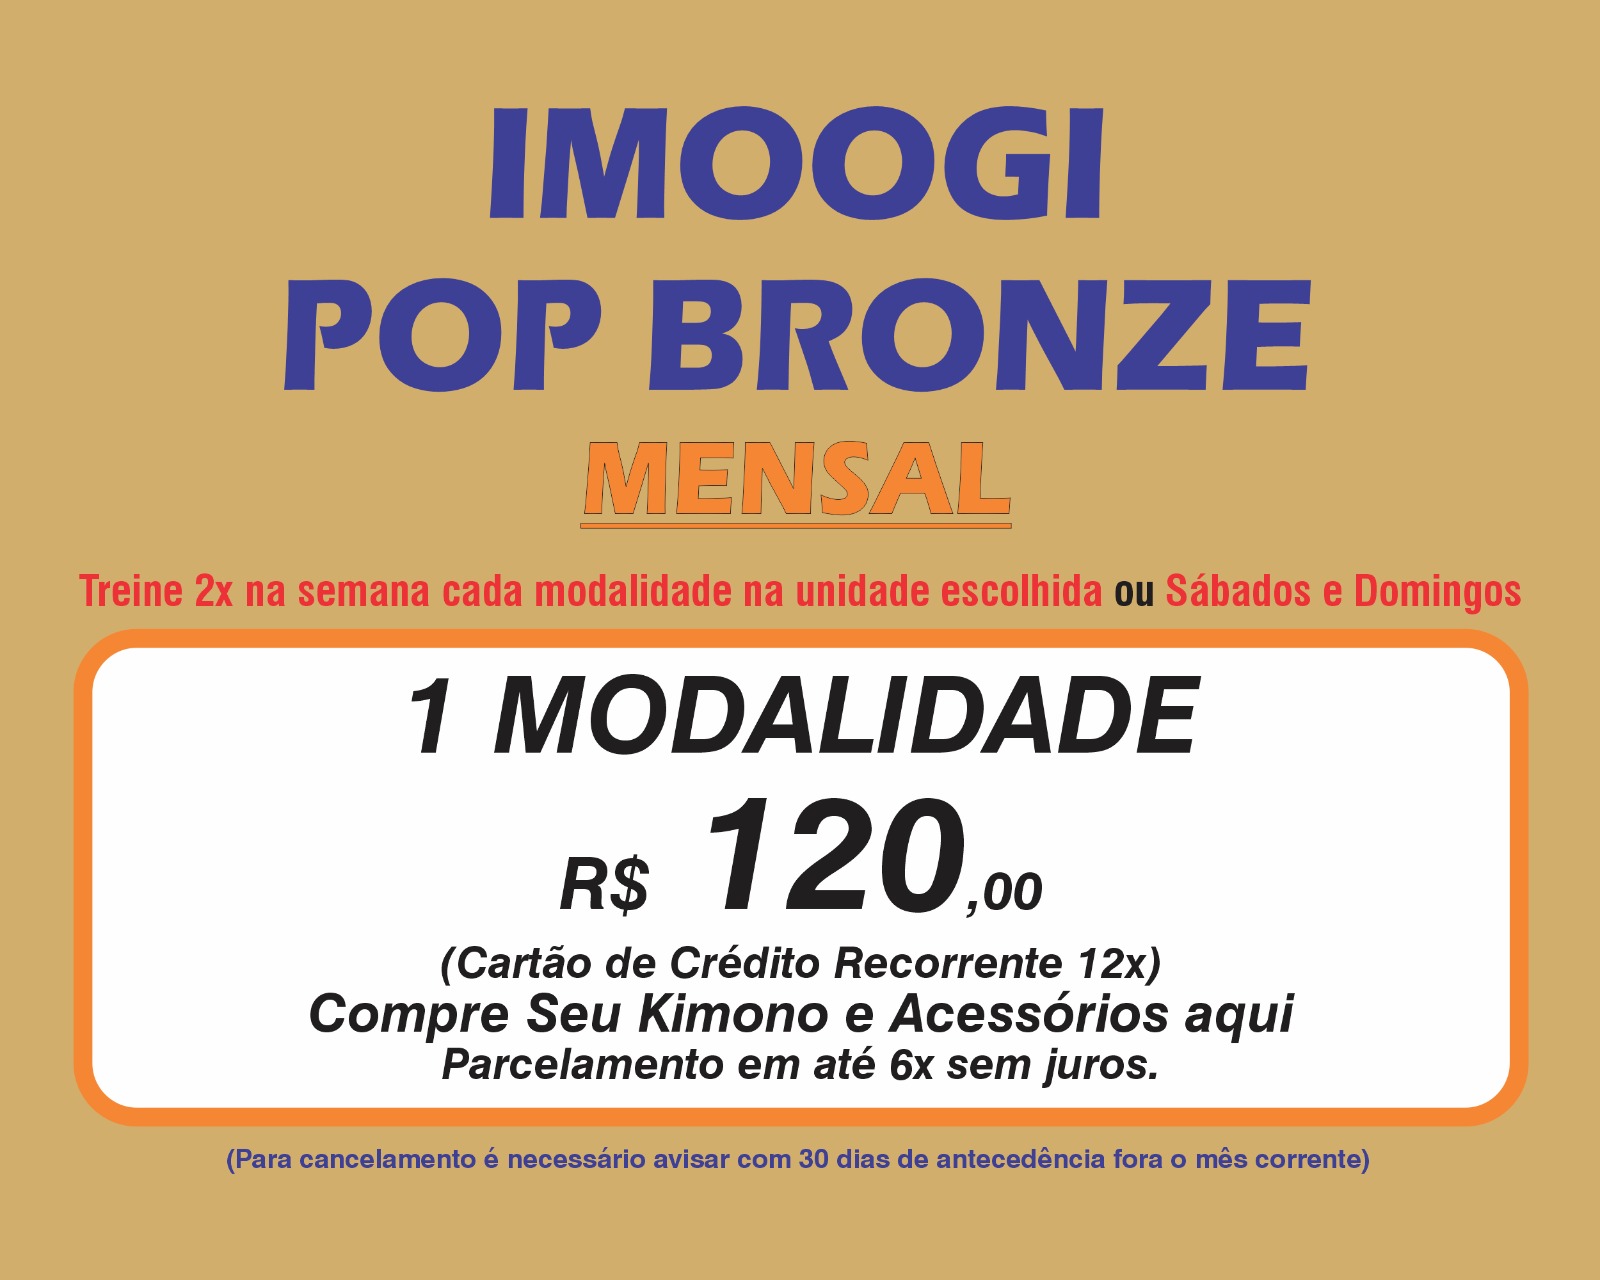 IMOOGI
POP BRONZE
MENSAL
Treine 2x na semana cada modalidade na unidade escolhida ou Sábados e Domingos
1 MODALIDADE
R$ 120,00
(Cartão de Crédito Recorrente 12x)
Compre Seu Kimono e Acessórios aqui
Parcelamento em até 6x sem juros.
(Para cancelamento é necessário avisar com 30 dias de antecedência fora o mês corrente)